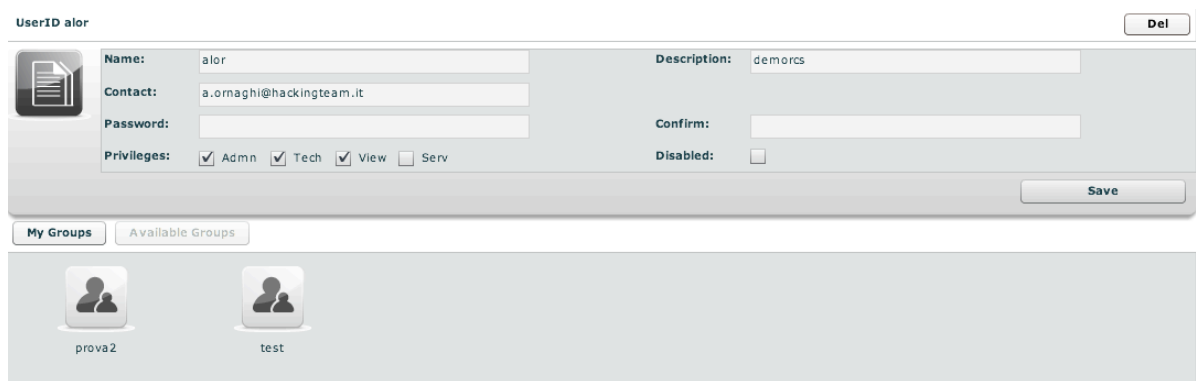 UserID alor
Del
Name: alor Description: demorcs
Contact: a.ornaghi@hackingteam.it
Password: Confirm:
Privileges: Admn Tech View Serv Disabled:
Save
My Groups Available Groups
prova2 test